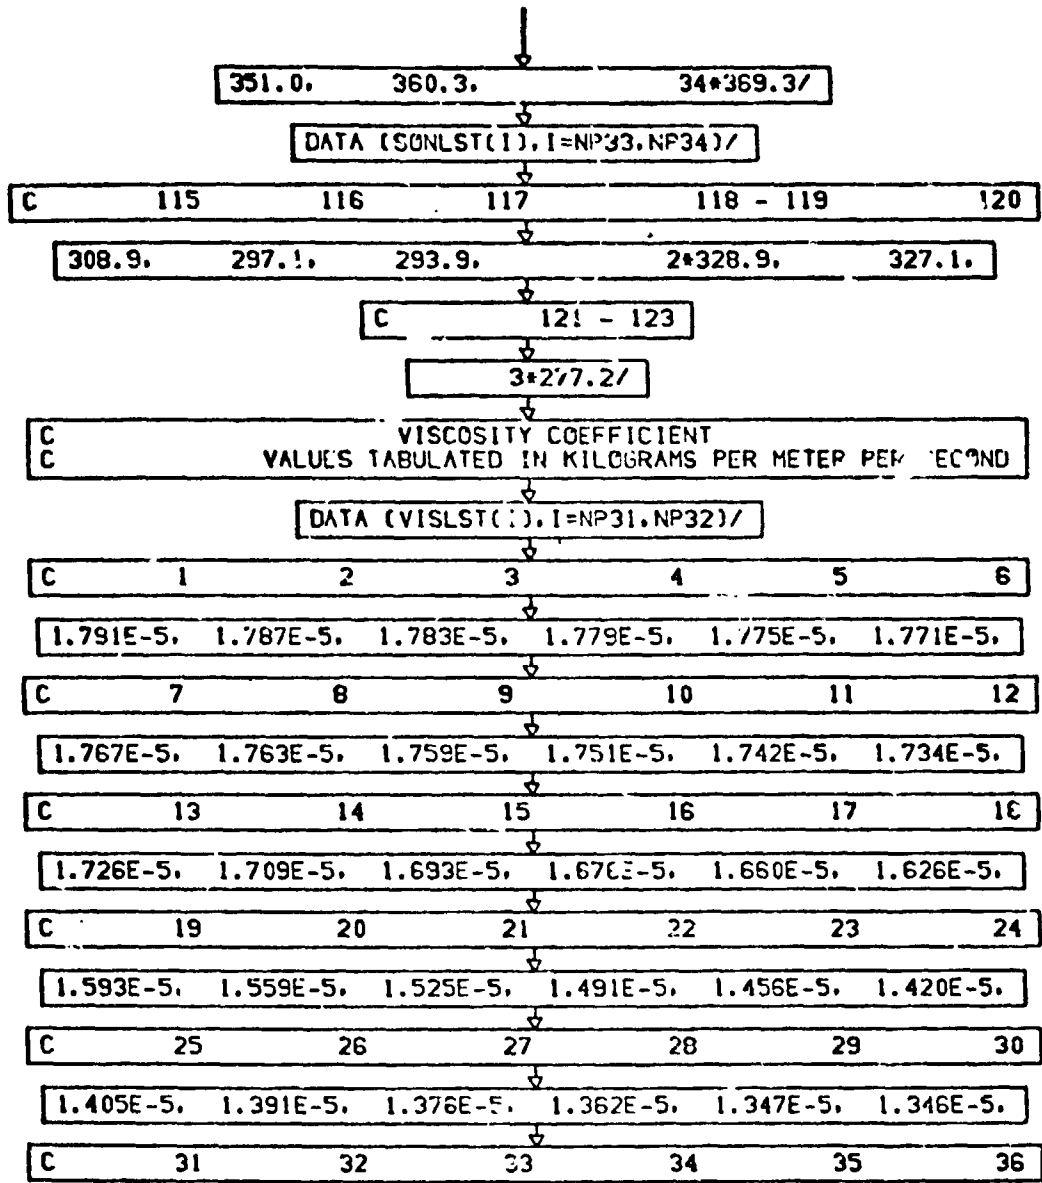 351.0, 360.3, 34*369.3/
DATA (SONLST(I),I=NP33,NP34)/
C 115 116 117 118 - 119 120
308.9, 297.1, 293.9, 2*328.9, 327.1,
C 121 - 123
3*277.2/
C VISCOSITY COEFFICIENT
C VALUES TABULATED IN KILOGRAMS PER METER PER SECOND
DATA (VISLST(I),I=NP31,NP32)/
C 1 2 3 4 5 6
1.791E-5, 1.787E-5, 1.783E-5, 1.779E-5, 1.775E-5, 1.771E-5,
C 7 8 9 10 11 12
1.767E-5, 1.763E-5, 1.759E-5, 1.751E-5, 1.742E-5, 1.734E-5,
C 13 14 15 16 17 18
1.726E-5, 1.709E-5, 1.693E-5, 1.676E-5, 1.660E-5, 1.626E-5,
C 19 20 21 22 23 24
1.593E-5, 1.559E-5, 1.525E-5, 1.491E-5, 1.456E-5, 1.420E-5,
C 25 26 27 28 29 30
1.405E-5, 1.391E-5, 1.376E-5, 1.362E-5, 1.347E-5, 1.346E-5,
C 31 32 33 34 35 36